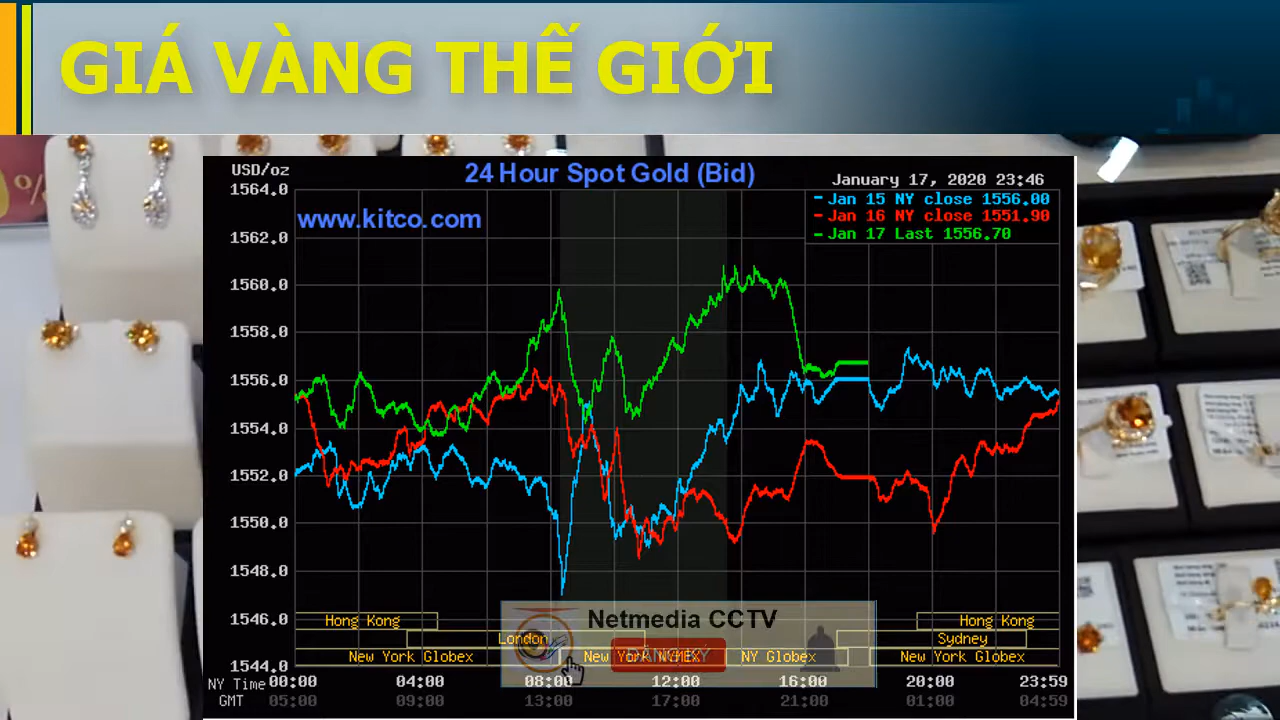 GIÁ VÀNG THẾ GIỚI
%
USD/oz
24 Hour Spot Gold (Bid)
January 17, 2020 23:46
www.kitco.com
Jan 15 NY close 1556.00
Jan 16 NY close 1551.90
Jan 17 Last 1556.70
1564.0
1562.0
1560.0
1558.0
1556.0
1554.0
1552.0
1550.0
1548.0
1546.0
1544.0
Hong Kong
Netmedia CCTV
Hong Kong
London
Sydney
New York Globex
New York NYMEX
ĐĂNG KÝ
NY Globex
New York Globex
NY Time 00:00 04:00 08:00 12:00 16:00 20:00 23:59
GMT 05:00 09:00 13:00 17:00 21:00 00:00 04:59